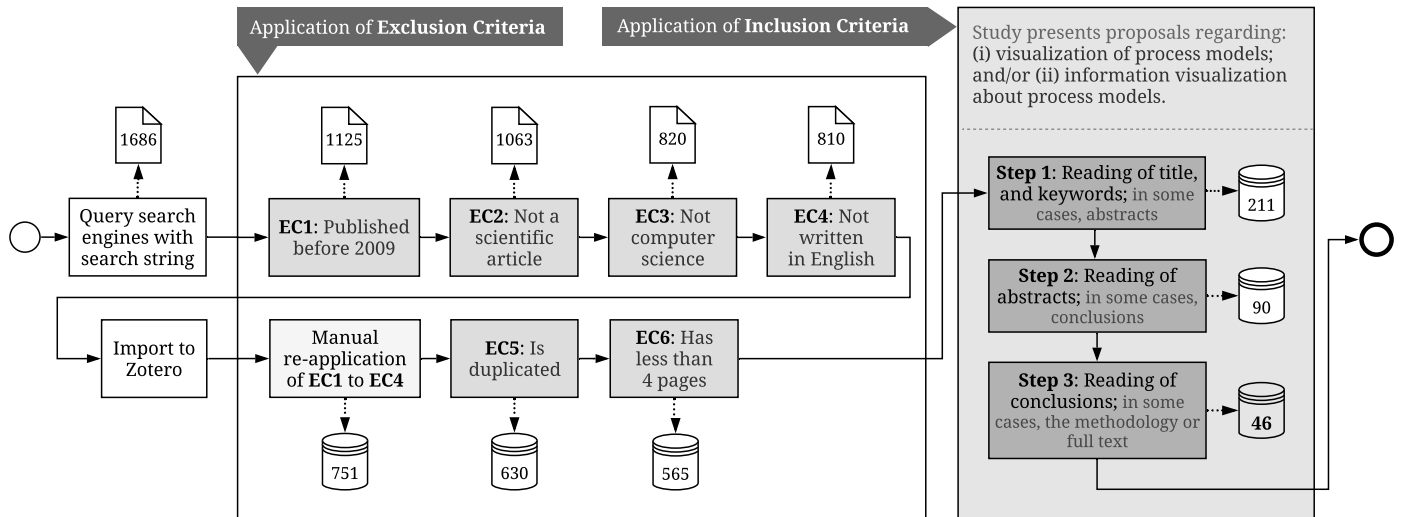 Application of Exclusion Criteria
Application of Inclusion Criteria
Study presents proposals regarding:
(i) visualization of process models;
and/or (ii) information visualization
about process models.
1686
1125
1063
820
810
Query search
engines with
search string
EC1: Published
before 2009
EC2: Not a
scientific
article
EC3: Not
computer
science
EC4: Not
written
in English
Import to
Zotero
Manual
re-application
of EC1 to EC4
EC5: Is
duplicated
EC6: Has
less than
4 pages
751
630
565
Step 1: Reading of title,
and keywords; in some
cases, abstracts
211
Step 2: Reading of
abstracts; in some cases,
conclusions
90
Step 3: Reading of
conclusions; in some
cases, the methodology or
full text
46